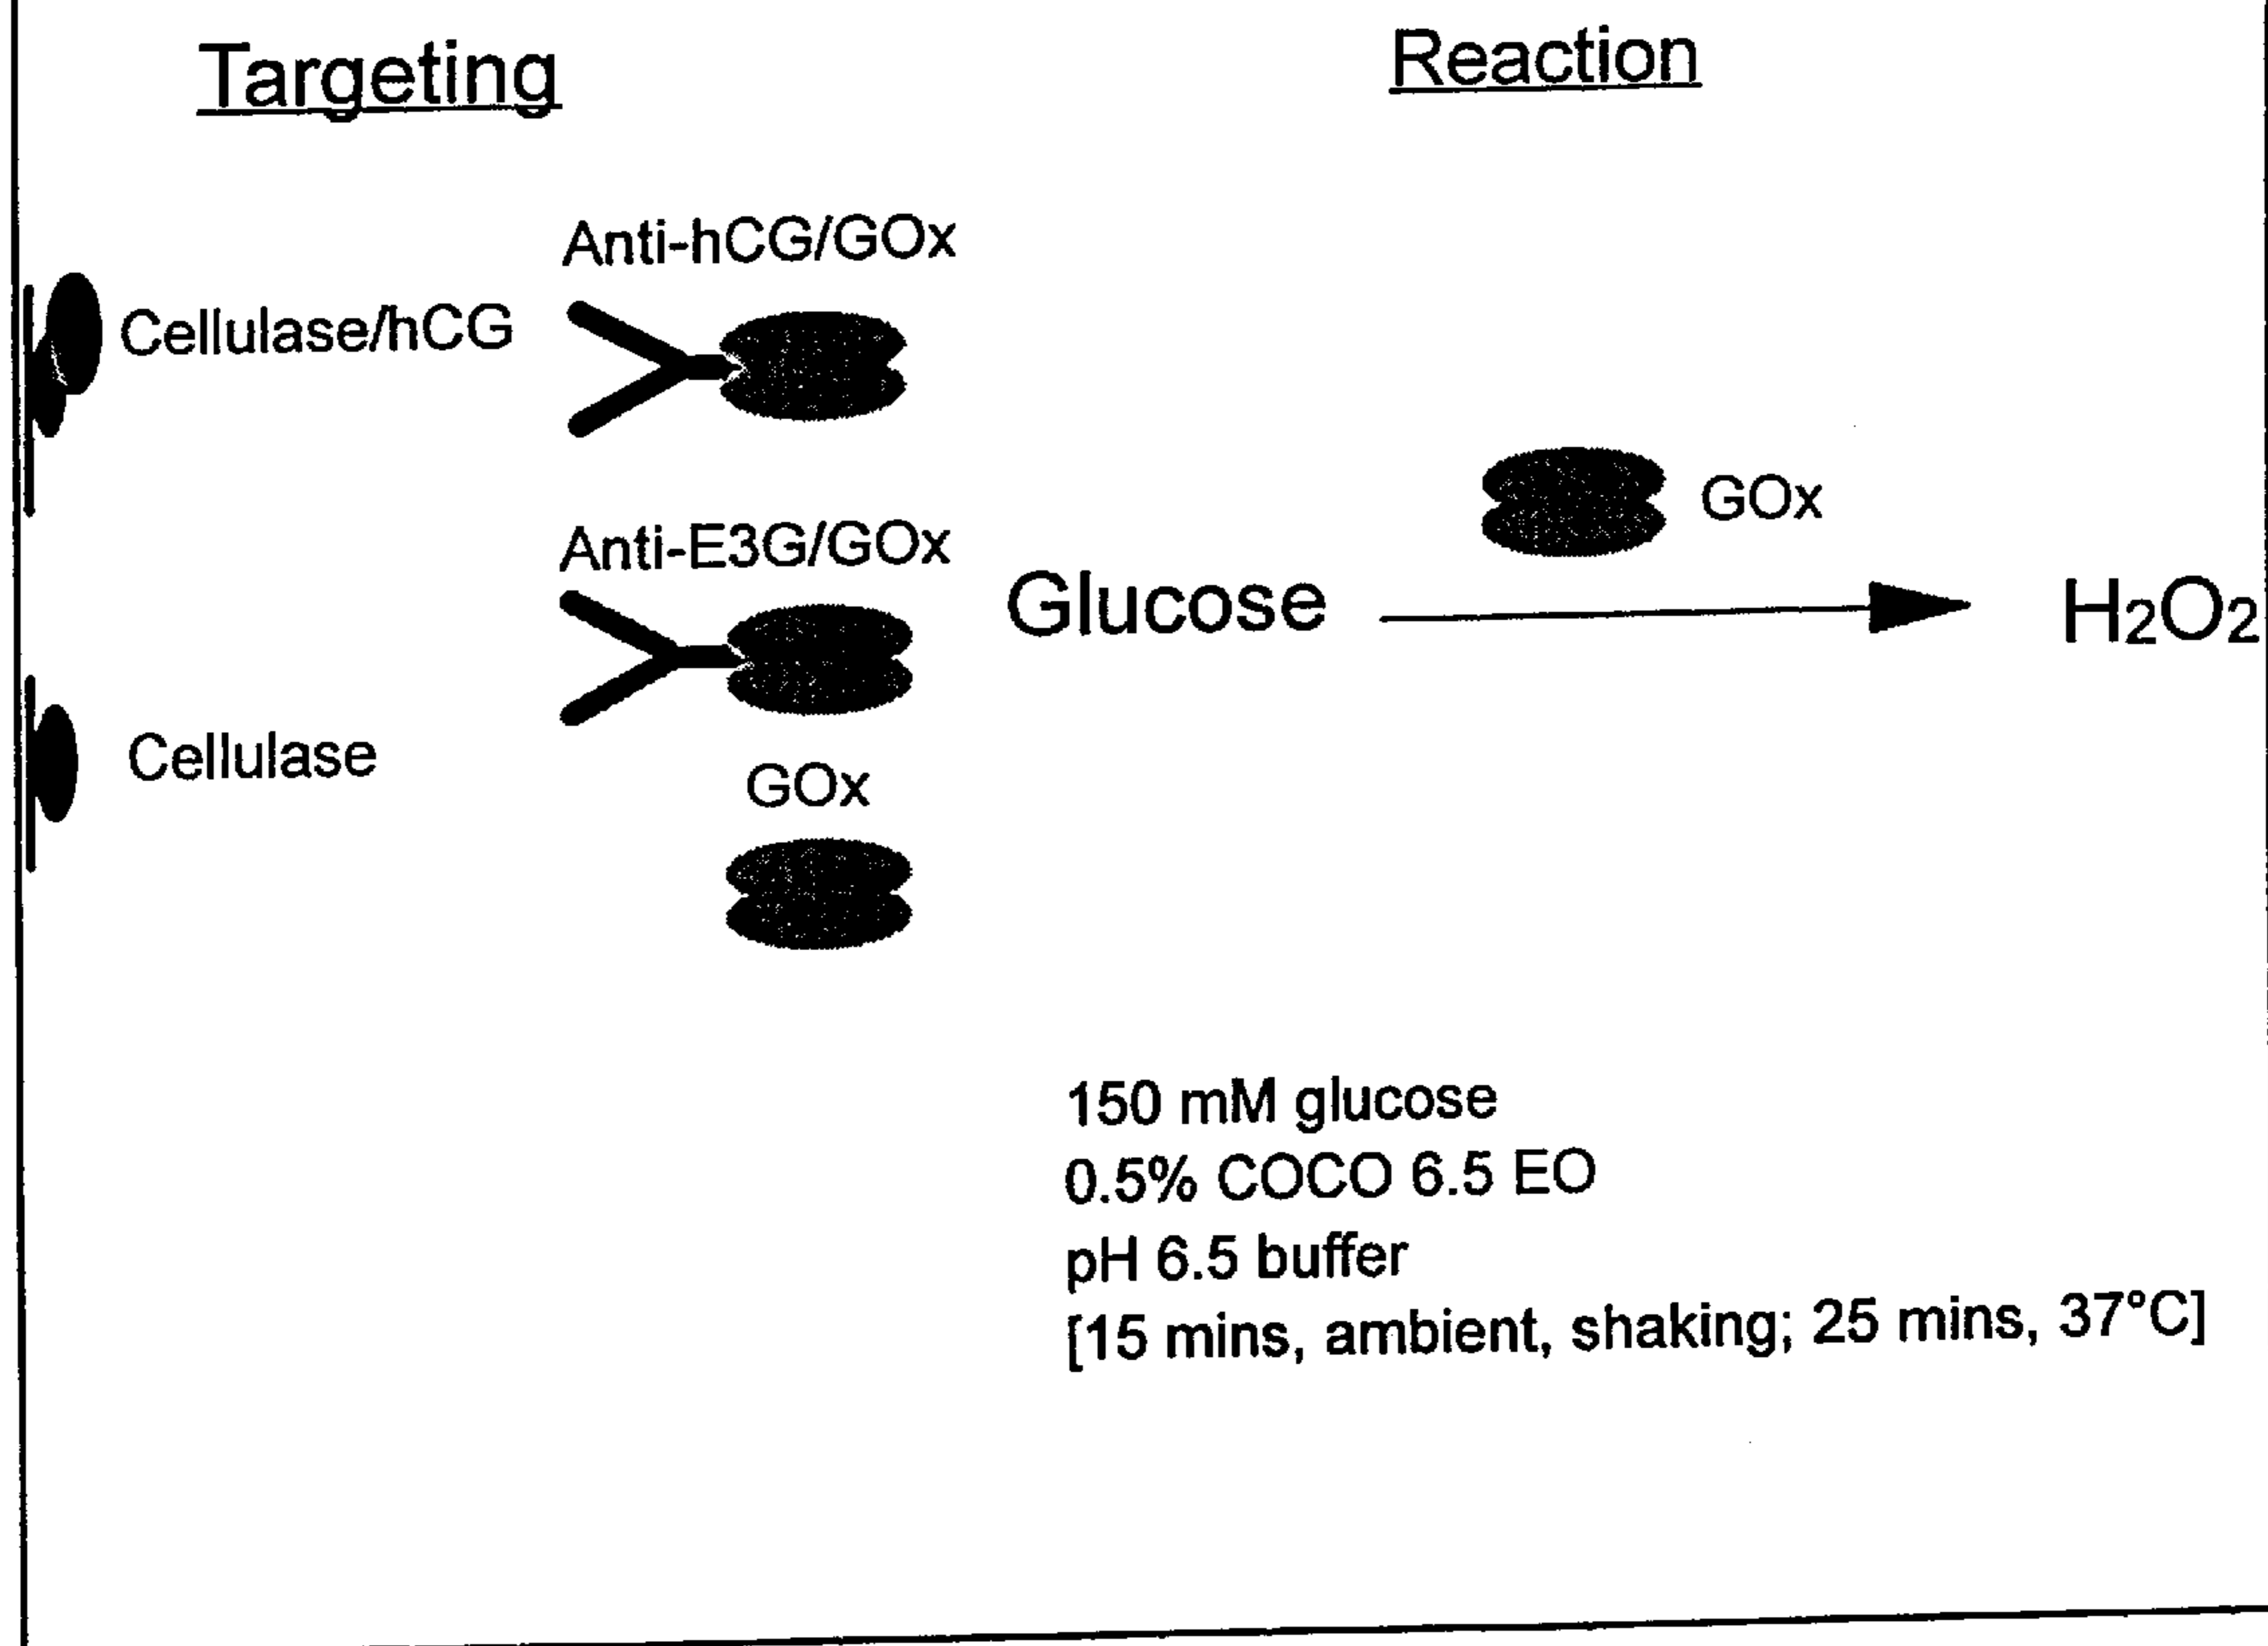 Targeting
Reaction
Anti-hCG/GOx
Cellulase/hCG
GOx
Anti-E3G/GOx
Glucose
H2O2
Cellulase
GOx
150 mM glucose
0.5% COCO 6.5 EO
pH 6.5 buffer
[15 mins, ambient, shaking; 25 mins, 37°C]